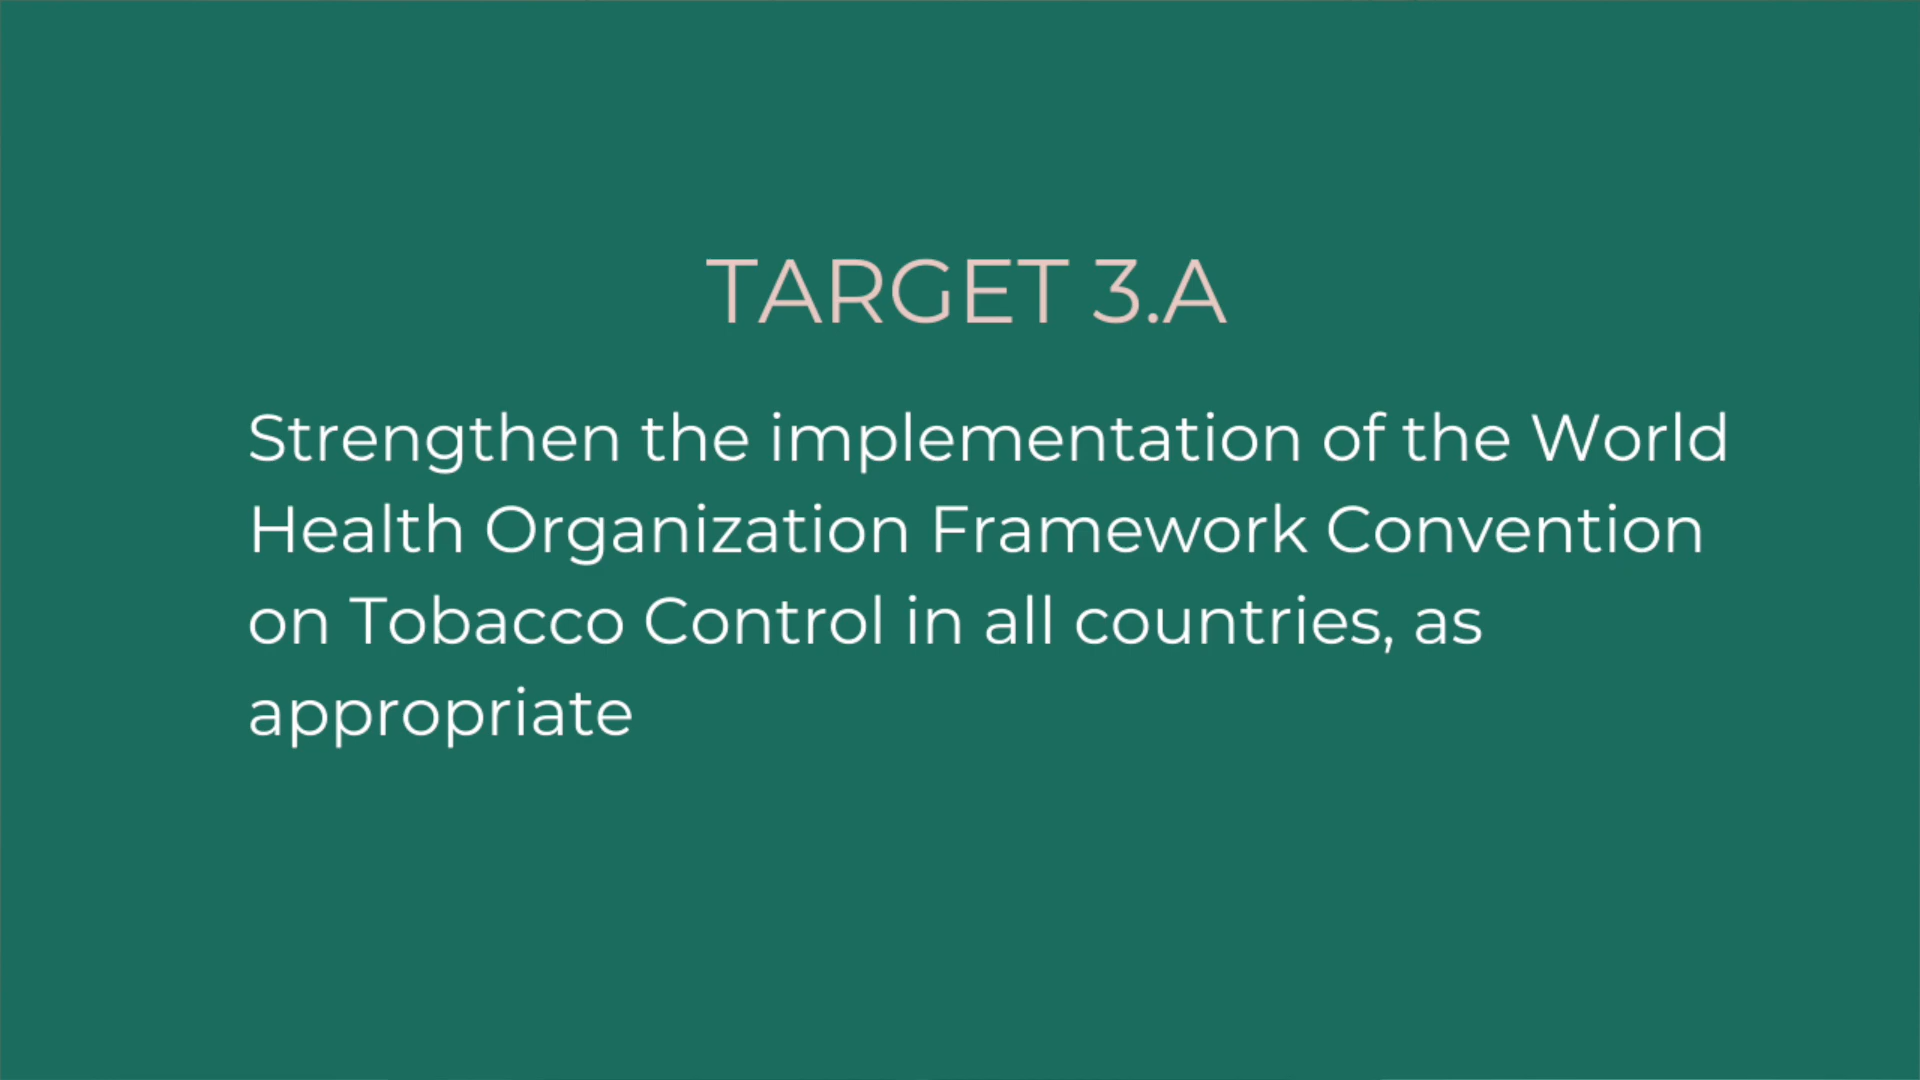 TARGET 3.A
Strengthen the implementation of the World
Health Organization Framework Convention
on Tobacco Control in all countries, as
appropriate